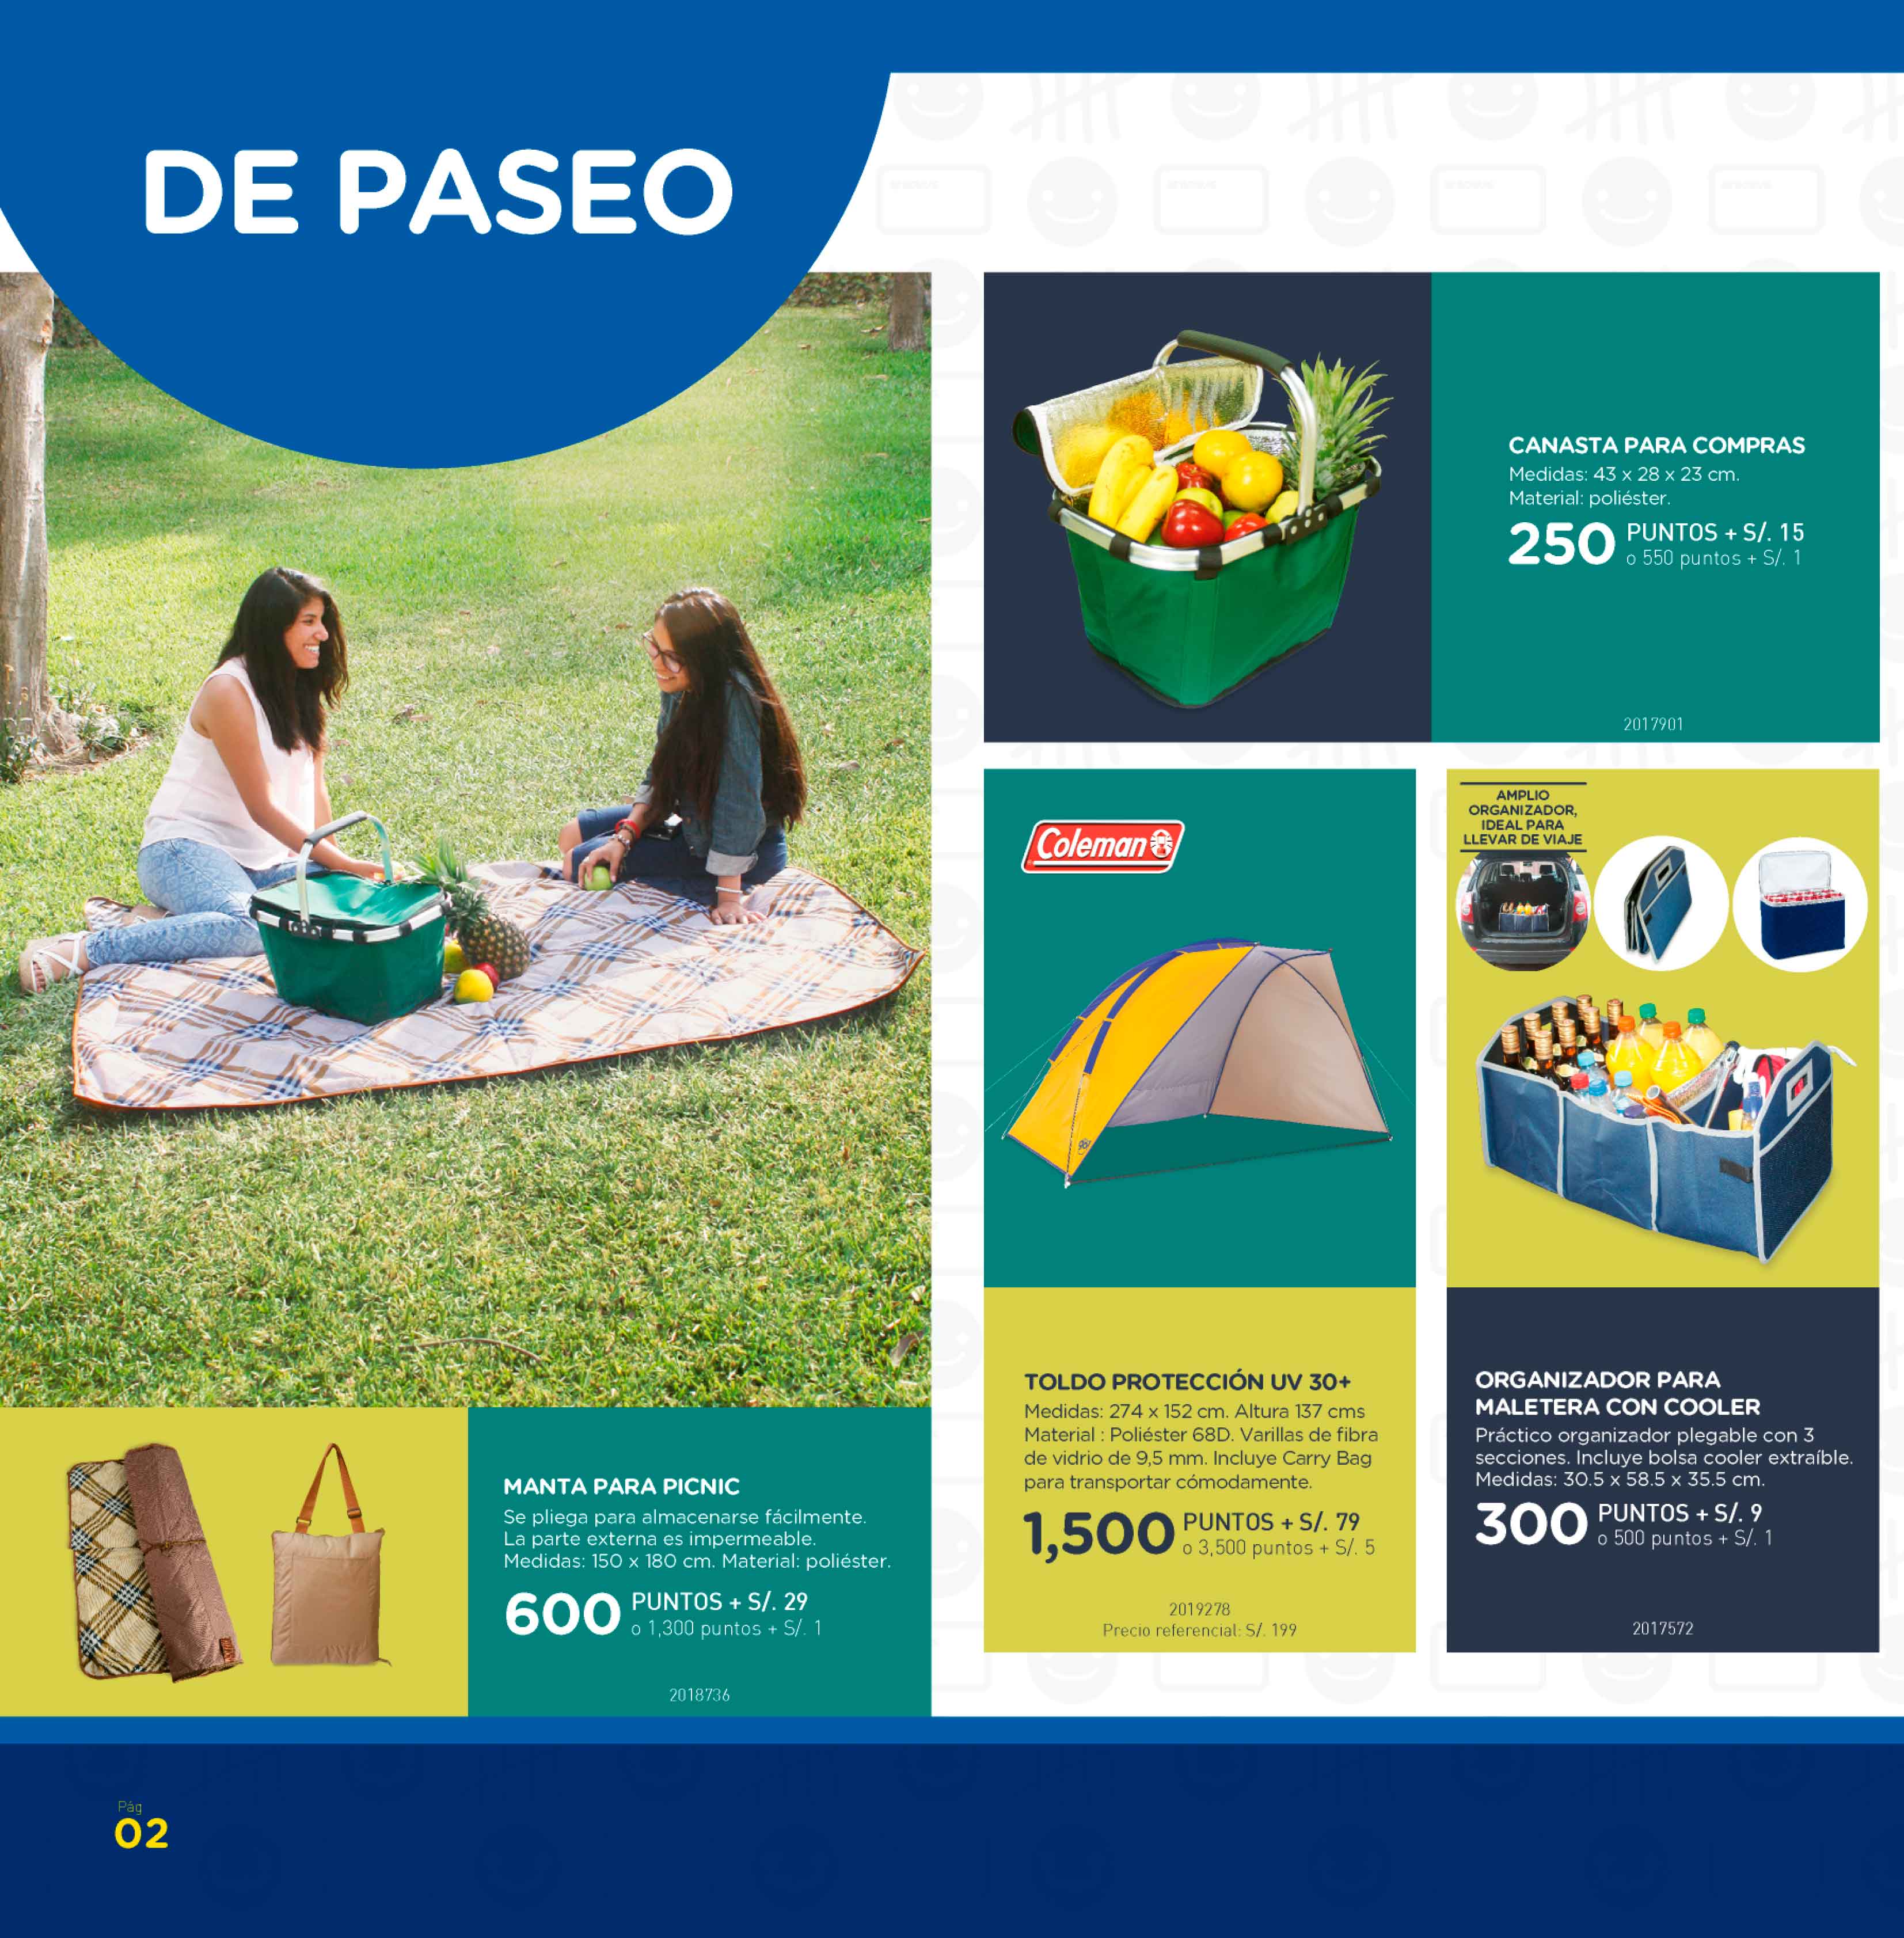 DE PASEO
CANASTA PARA COMPRAS
Medidas: 43 x 28 x 23 cm.
Material: poliéster.
250 PUNTOS + S/. 15
o 550 puntos + S/. 1
2017901
Coleman
TOLDO PROTECCIÓN UV 30+
Medidas: 274 x 152 cm. Altura 137 cms
Material : Poliéster 68D. Varillas de fibra
de vidrio de 9,5 mm. Incluye Carry Bag
para transportar cómodamente.
1,500 PUNTOS + S/. 79
o 3,500 puntos + S/. 5
2019278
Precio referencial: S/. 199
AMPLIO
ORGANIZADOR,
IDEAL PARA
LLEVAR DE VIAJE
ORGANIZADOR PARA
MALETERA CON COOLER
Práctico organizador plegable con 3
secciones. Incluye bolsa cooler extraíble.
Medidas: 30.5 x 58.5 x 35.5 cm.
300 PUNTOS + S/. 9
o 500 puntos + S/. 1
2017572
MANTA PARA PICNIC
Se pliega para almacenarse fácilmente.
La parte externa es impermeable.
Medidas: 150 x 180 cm. Material: poliéster.
600 PUNTOS + S/. 29
o 1,300 puntos + S/. 1
2018736
Pág
02